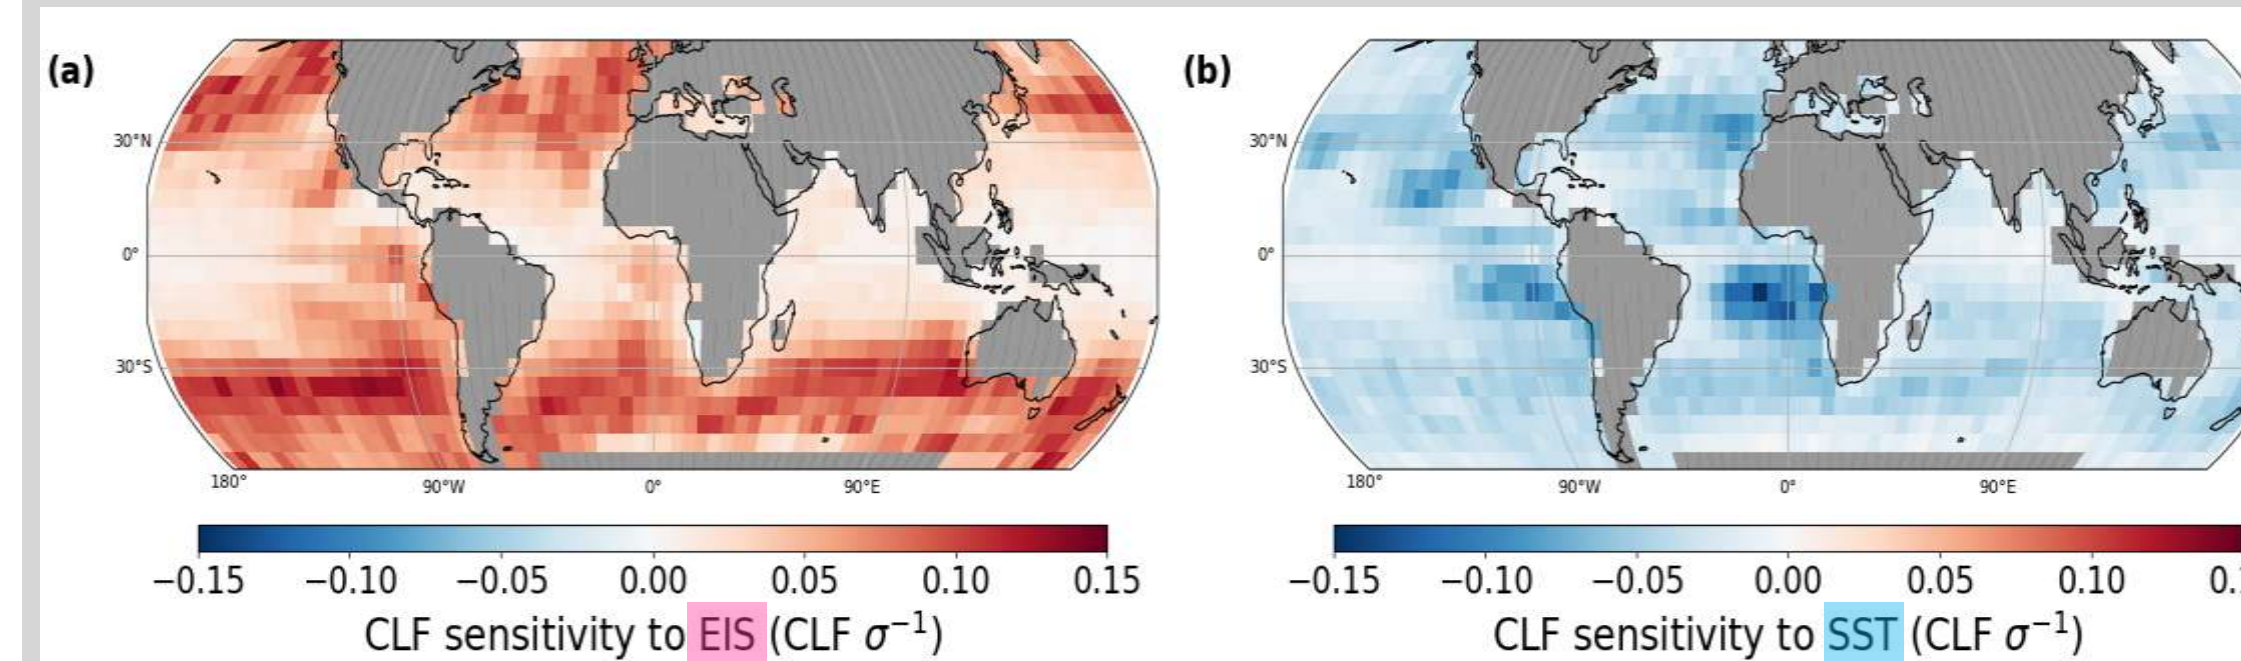 (a)
30°N
0°
30°S
180° 90°W 0° 90°E
−0.15 −0.10 −0.05 0.00 0.05 0.10 0.15
CLF sensitivity to EIS (CLF σ⁻¹)
(b)
30°N
0°
30°S
180° 90°W 0° 90°E
−0.15 −0.10 −0.05 0.00 0.05 0.10
CLF sensitivity to SST (CLF σ⁻¹)